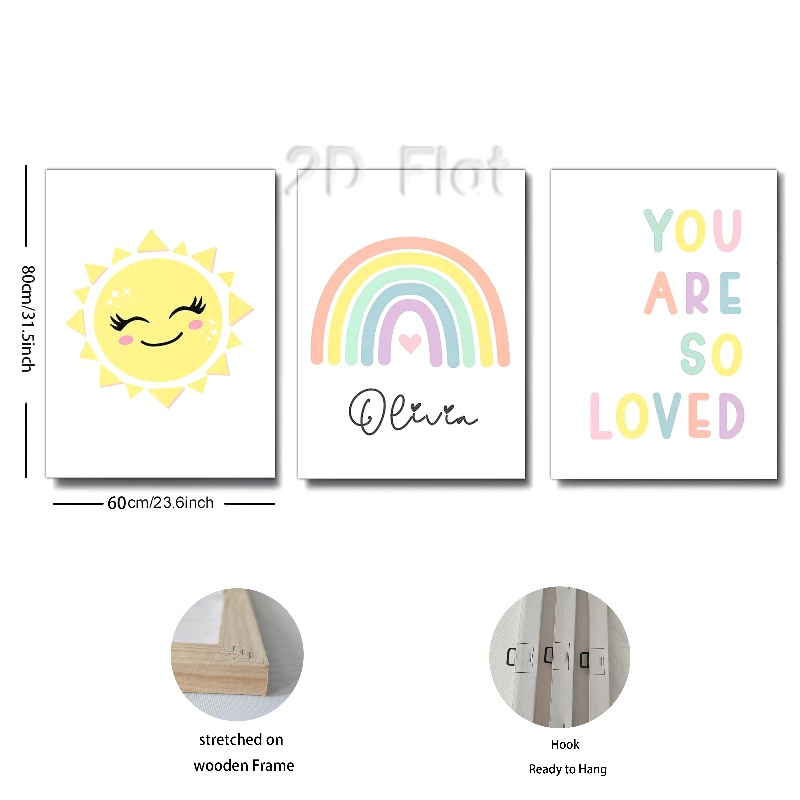 2D Flat
80cm/31.5inch
Olivia
YOU
ARE
SO
LOVED
60cm/23.6inch
stretched on
wooden Frame
Hook
Ready to Hang